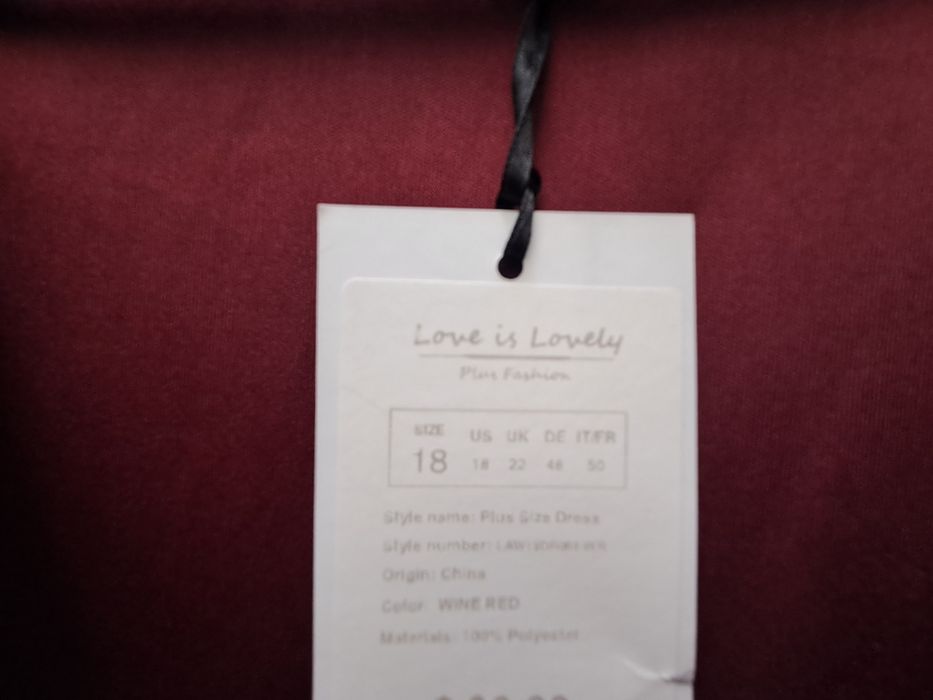 Love is Lovely
Plus Fashion
SIZE US UK DE IT/FR
18 18 22 48 50
Style name: Plus Size Dress
Style number:
Origin: China
Color: WINE RED
Materials: 100% Polyester